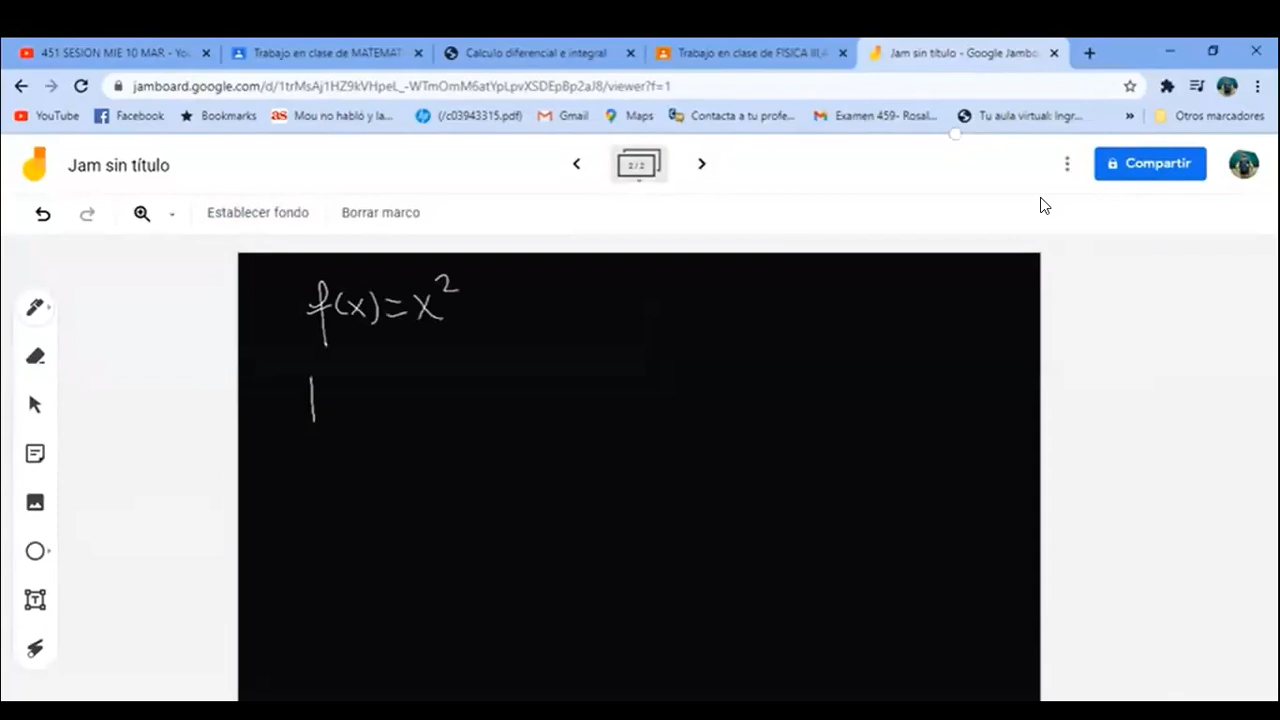 451 SESION MIE 10 MAR - You
Trabajo en clase de MATEMAT
Calculo diferencial e integral
Trabajo en clase de FISICA III
Jam sin título - Google Jambo
jamboard.google.com/d/1trMsAj1HZ9kVHpeL_-WTmOmM6atYpLpvXSDEpBp2aJ8/viewer?f=1
YouTube
Facebook
Bookmarks
as Mou no habló y la...
hp (//c03943315.pdf)
Gmail
Maps
Contacta a tu profe...
Examen 459- Rosal...
Tu aula virtual: Ingr...
»
Otros marcadores
Jam sin título
2 / 2
Compartir
Establecer fondo
Borrar marco
f(x)=x²
|